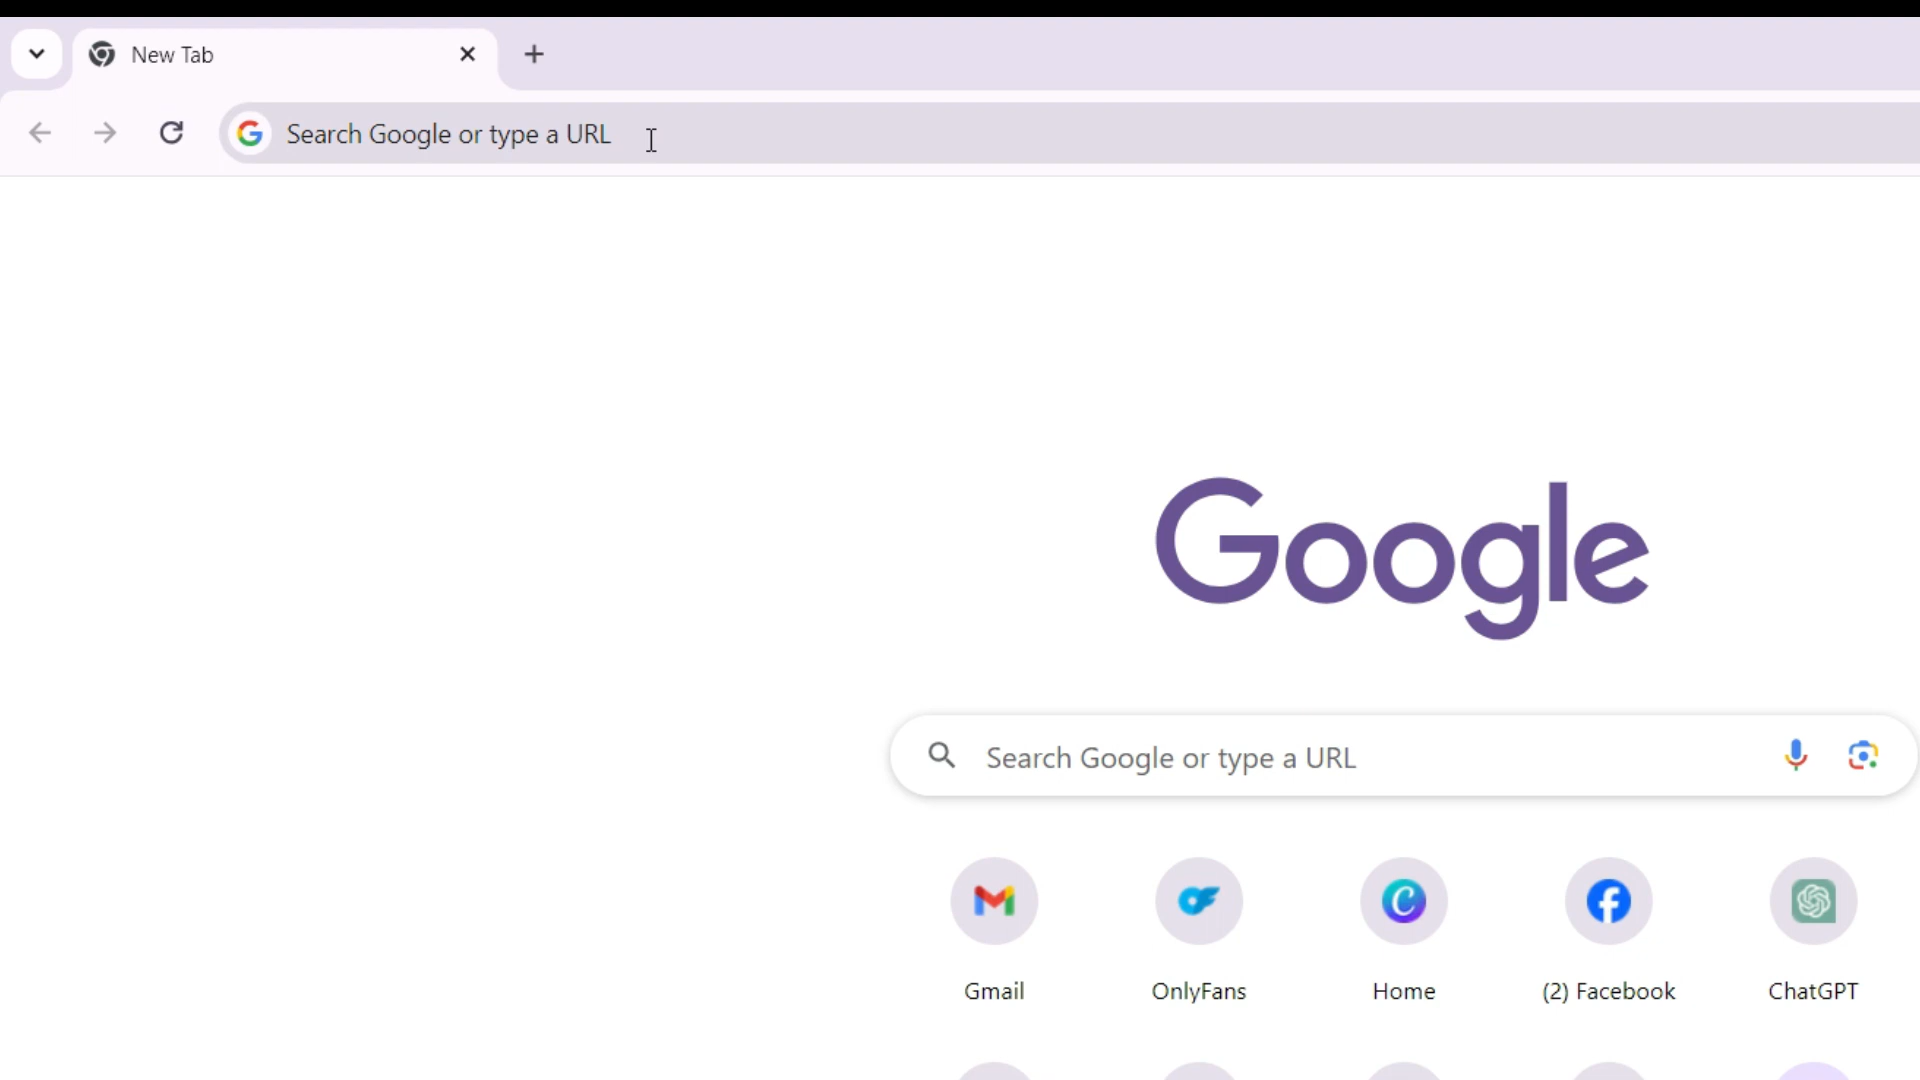 New Tab
Search Google or type a URL
Google
Search Google or type a URL
Gmail
OnlyFans
Home
(2) Facebook
ChatGPT